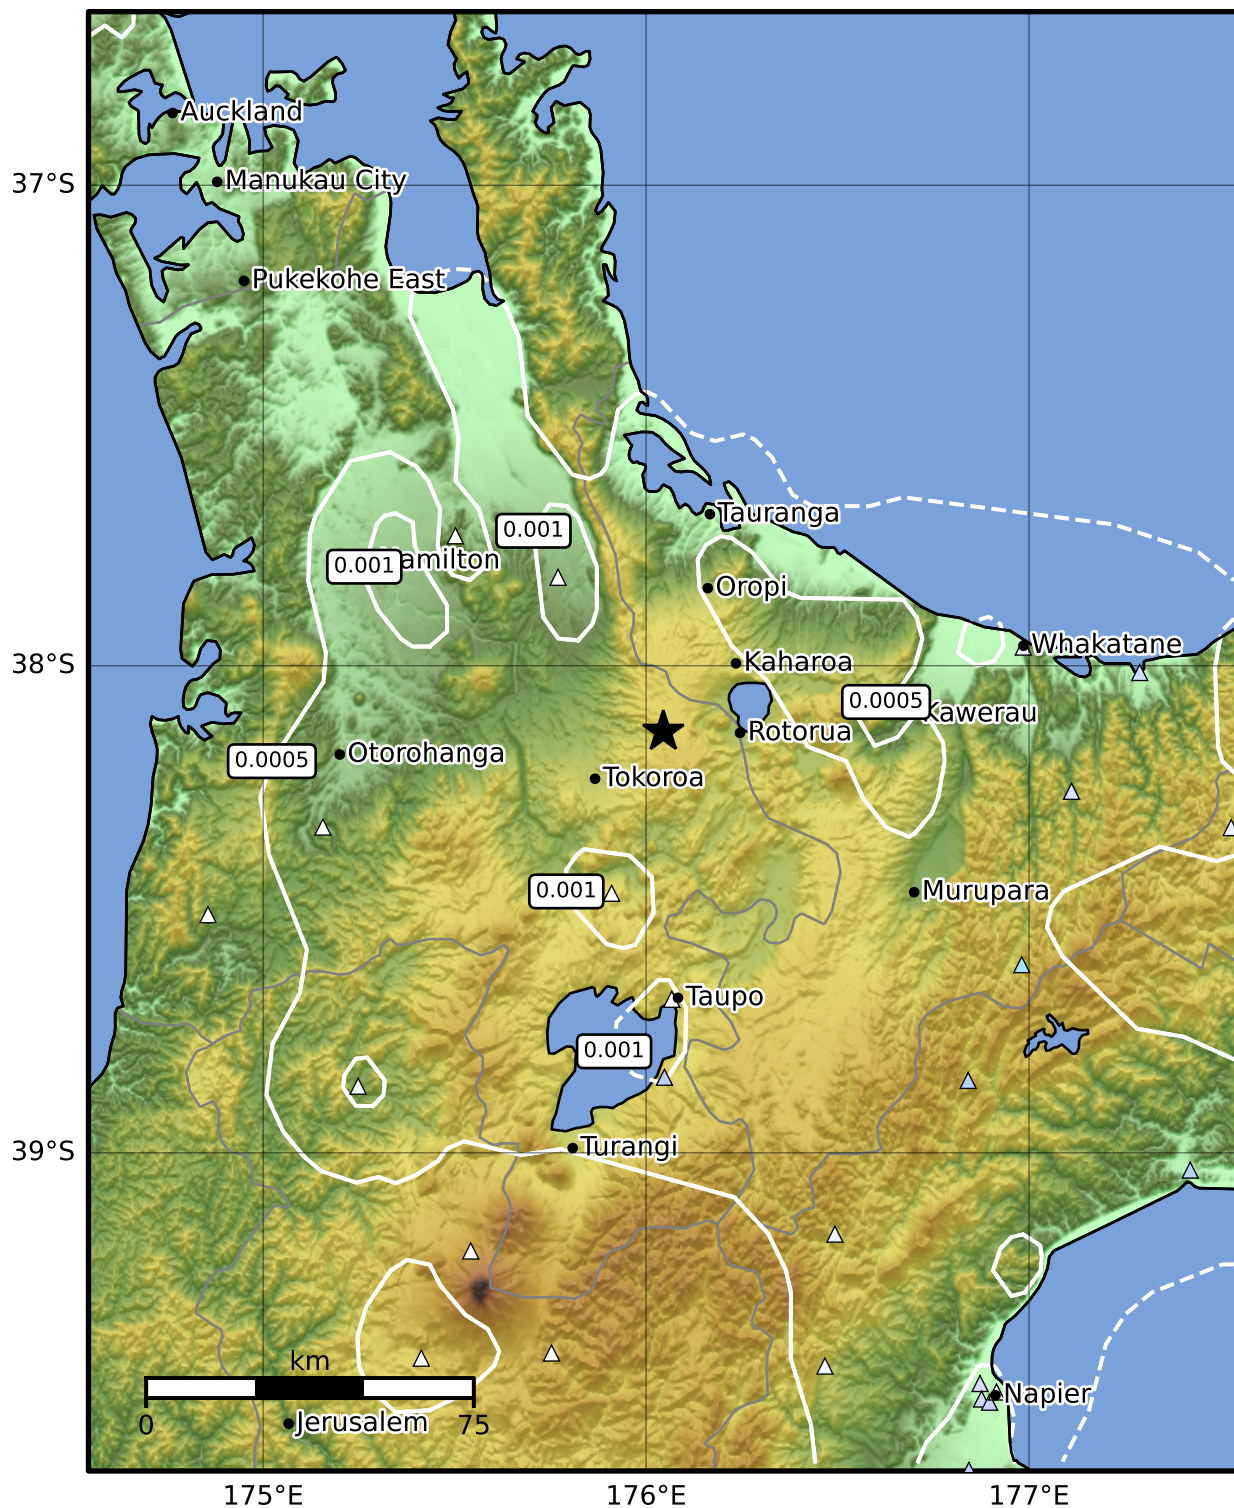 Auckland
37°S
Manukau City
Pukekohe East
Tauranga
0.001
0.001
amilton
Oropi
Whakatane
38°S
Kaharoa
0.0005
Kawerau
Rotorua
0.0005
Otorohanga
Tokoroa
0.001
Murupara
Taupo
0.001
39°S
Turangi
km
0
75
Jerusalem
Napier
175°E
176°E
177°E